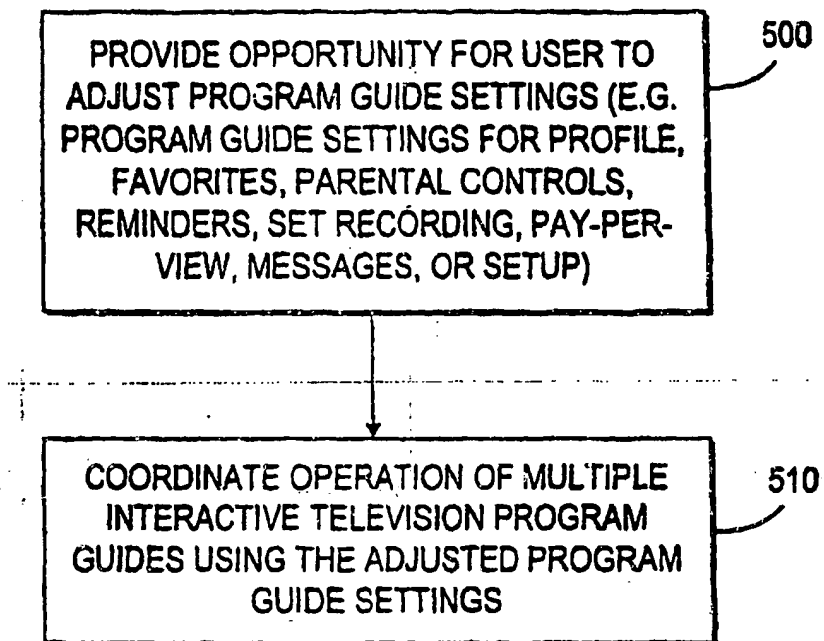 PROVIDE OPPORTUNITY FOR USER TO
ADJUST PROGRAM GUIDE SETTINGS (E.G.
PROGRAM GUIDE SETTINGS FOR PROFILE,
FAVORITES, PARENTAL CONTROLS,
REMINDERS, SET RECORDING, PAY-PER-
VIEW, MESSAGES, OR SETUP)
500
COORDINATE OPERATION OF MULTIPLE
INTERACTIVE TELEVISION PROGRAM
GUIDES USING THE ADJUSTED PROGRAM
GUIDE SETTINGS
510